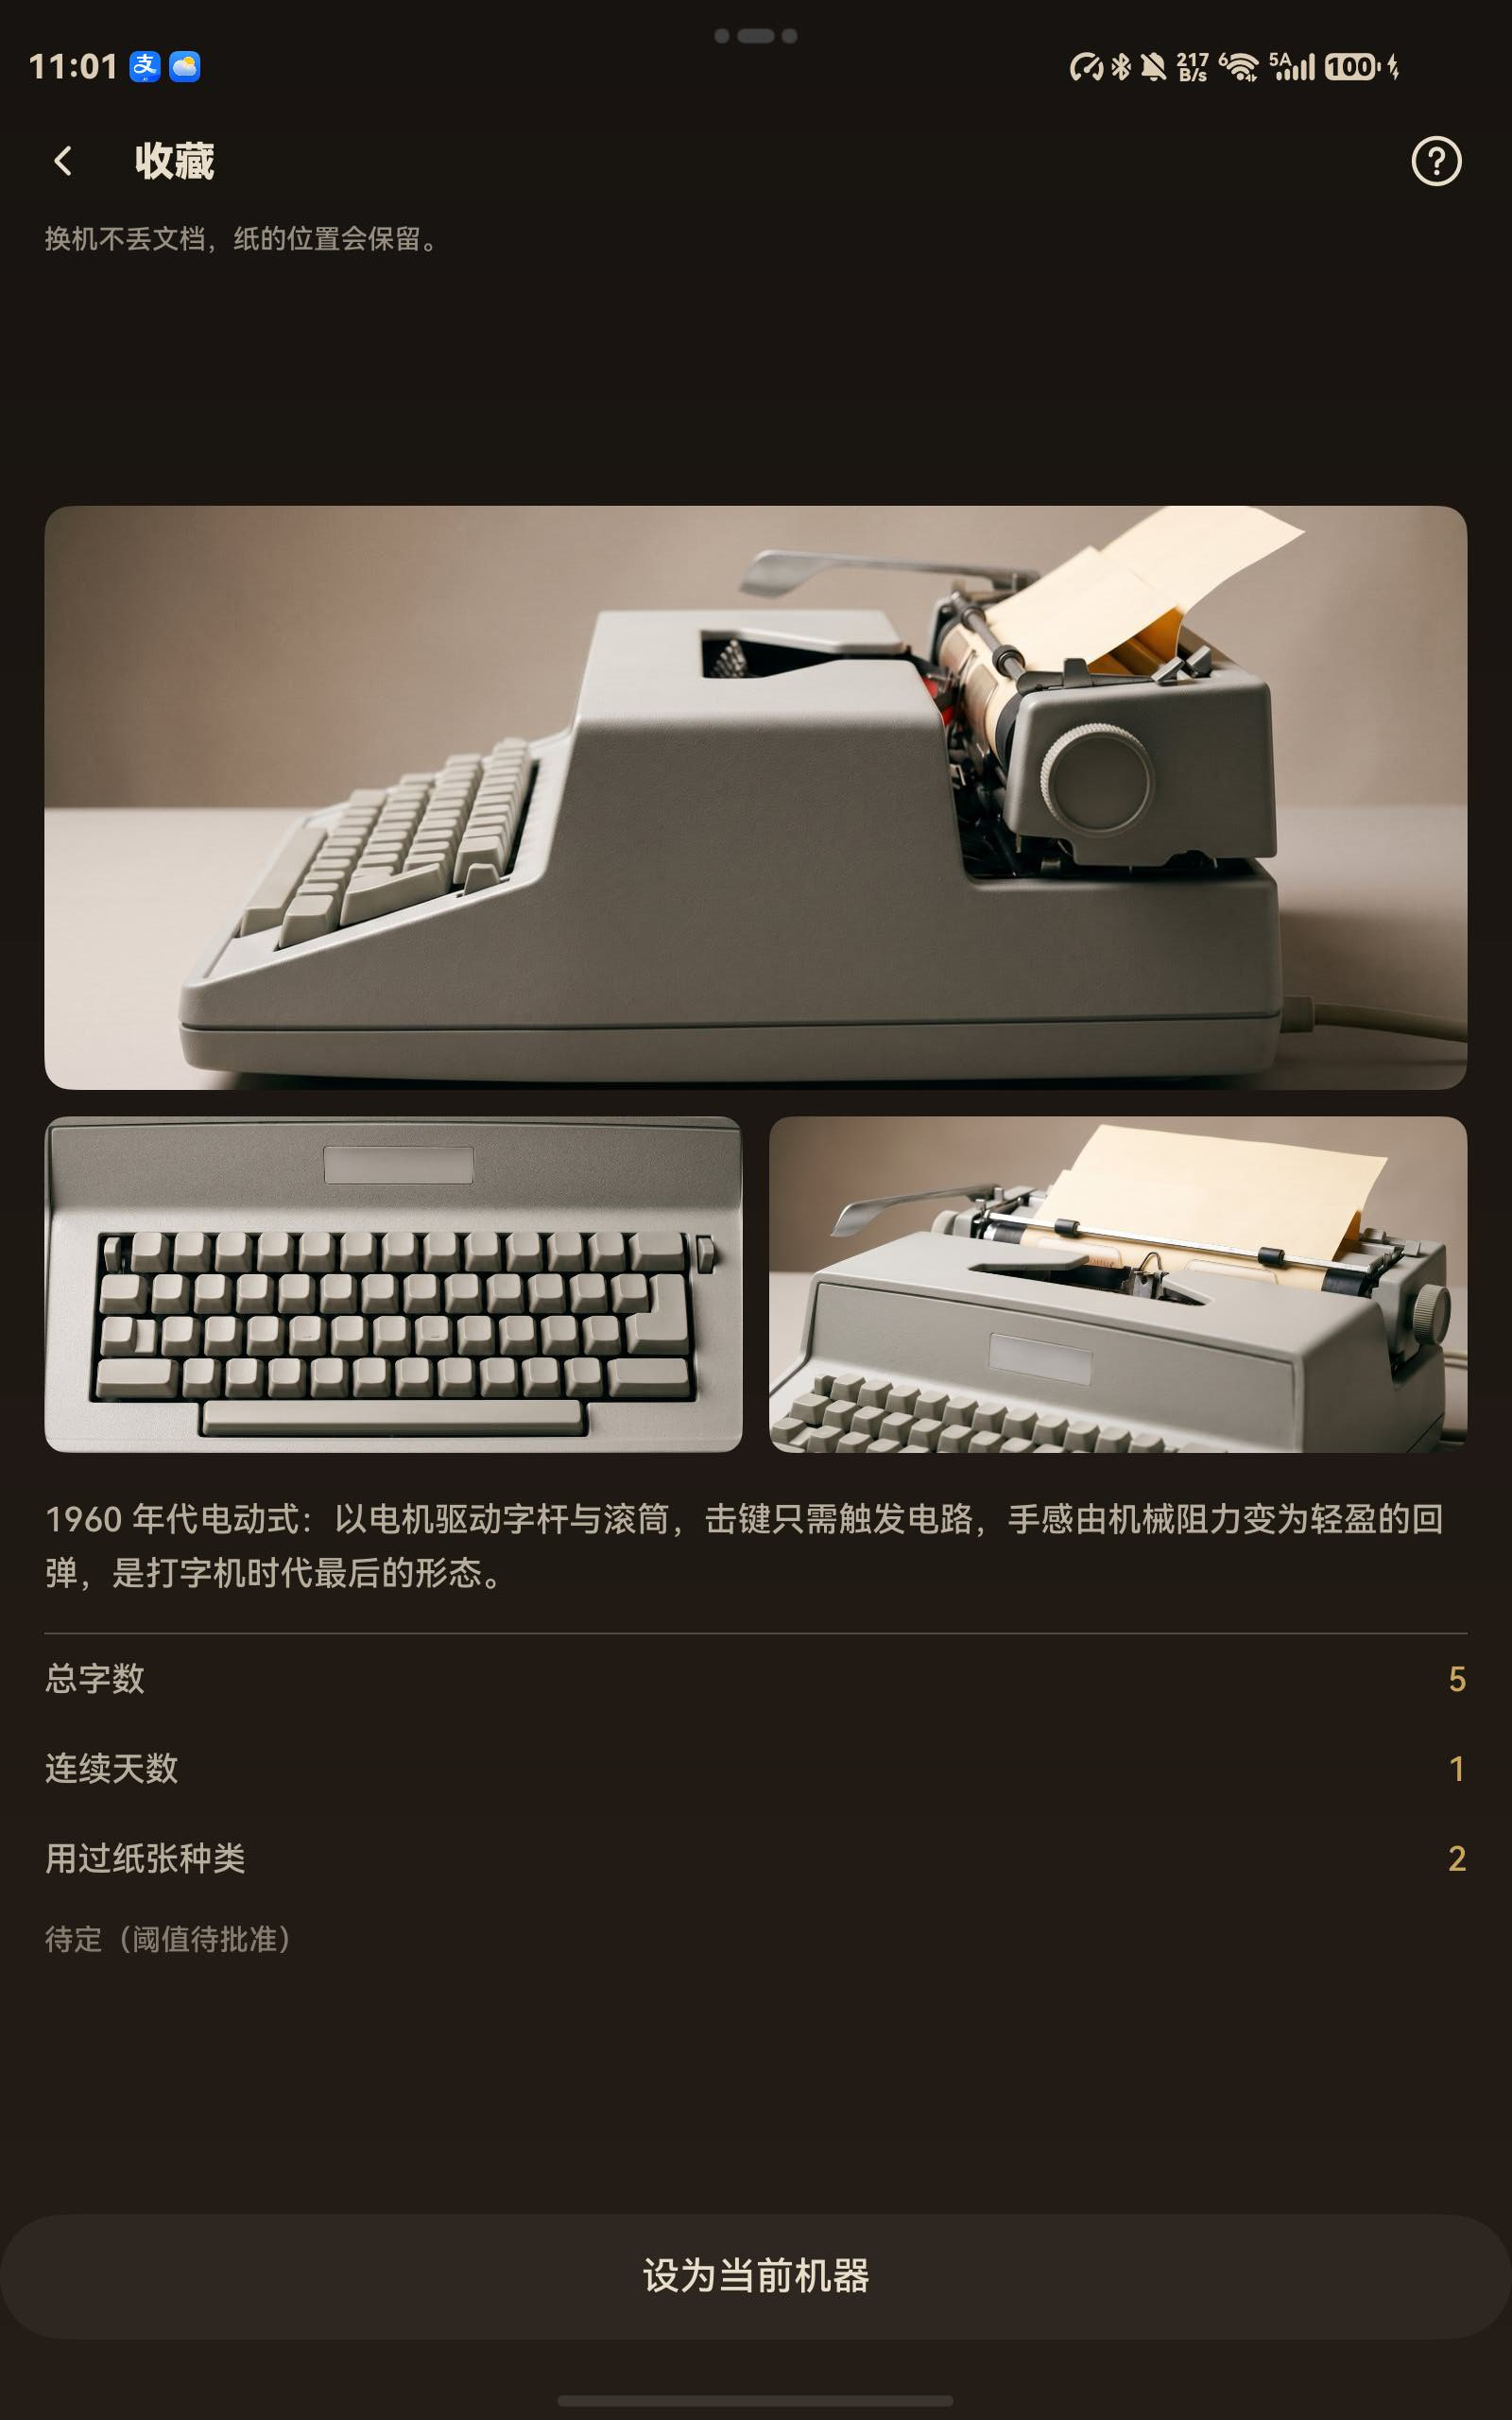 11:01 支 217 B/s 6 5A 100
收藏
换机不丢文档，纸的位置会保留。
1960 年代电动式：以电机驱动字杆与滚筒，击键只需触发电路，手感由机械阻力变为轻盈的回
弹，是打字机时代最后的形态。
总字数 5
连续天数 1
用过纸张种类 2
待定（阈值待批准）
设为当前机器